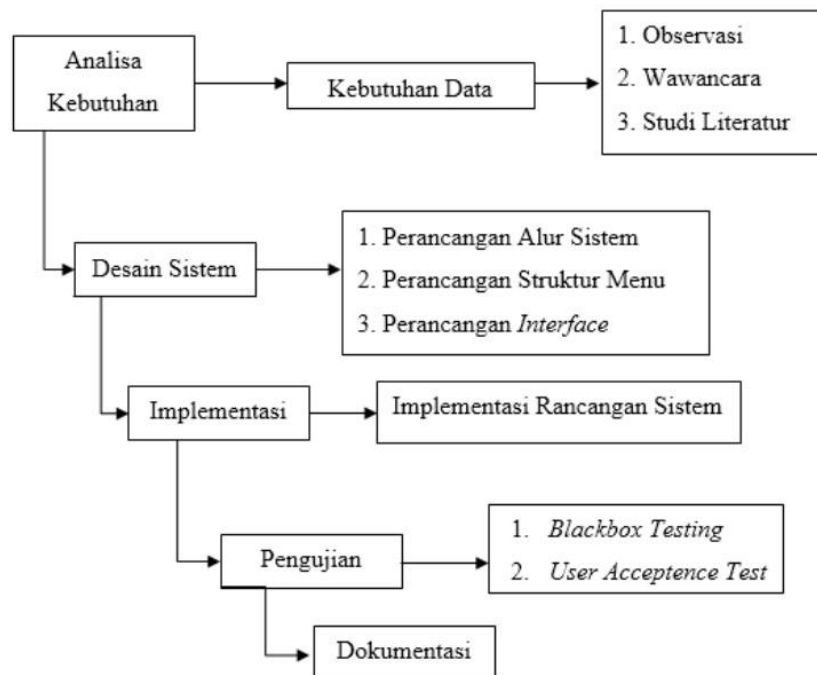 Analisa
Kebutuhan
Kebutuhan Data
1. Observasi
2. Wawancara
3. Studi Literatur
Desain Sistem
1. Perancangan Alur Sistem
2. Perancangan Struktur Menu
3. Perancangan Interface
Implementasi
Implementasi Rancangan Sistem
Pengujian
1. Blackbox Testing
2. User Acceptence Test
Dokumentasi